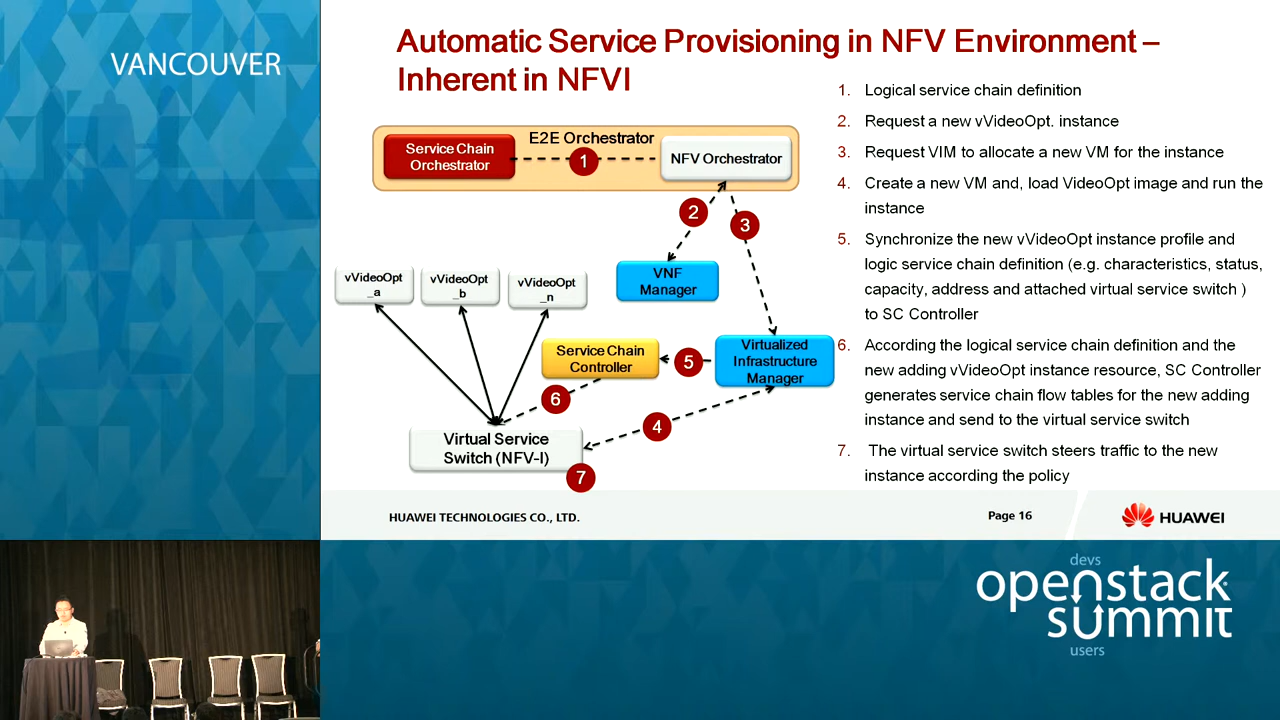 VANCOUVER
Automatic Service Provisioning in NFV Environment –
Inherent in NFVI
E2E Orchestrator
Service Chain
Orchestrator
1
NFV Orchestrator
2
3
VNF
Manager
vVideoOpt
_a
vVideoOpt
_b
vVideoOpt
_n
Service Chain
Controller
5
Virtualized
Infrastructure
Manager
6
4
Virtual Service
Switch (NFV-I)
7
1. Logical service chain definition
2. Request a new vVideoOpt. instance
3. Request VIM to allocate a new VM for the instance
4. Create a new VM and, load VideoOpt image and run the
instance
5. Synchronize the new vVideoOpt instance profile and
logic service chain definition (e.g. characteristics, status,
capacity, address and attached virtual service switch )
to SC Controller
6. According the logical service chain definition and the
new adding vVideoOpt instance resource, SC Controller
generates service chain flow tables for the new adding
instance and send to the virtual service switch
7. The virtual service switch steers traffic to the new
instance according the policy
HUAWEI TECHNOLOGIES CO., LTD.
Page 16
HUAWEI
devs
openstack
summit
users